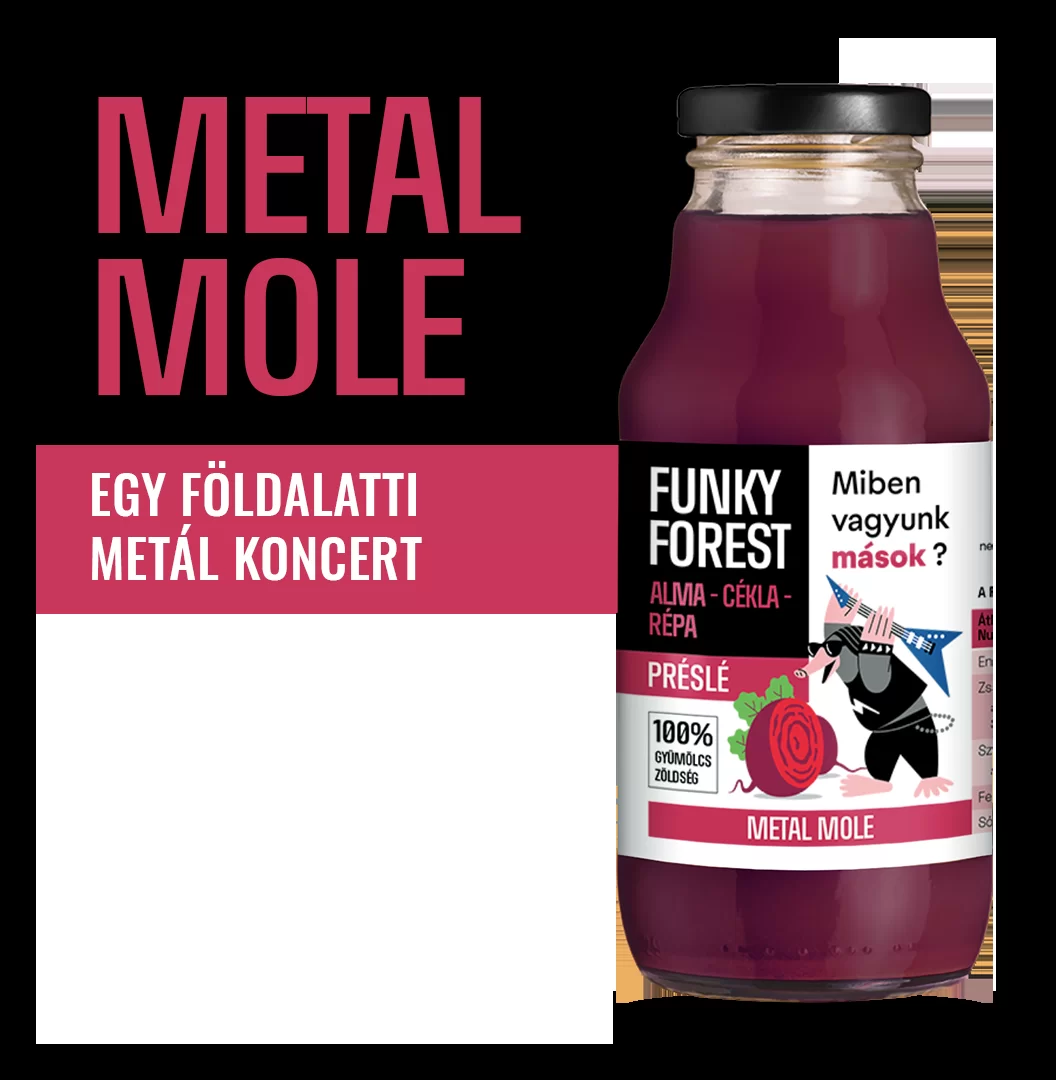 METAL
MOLE
EGY FÖLDALATTI
METÁL KONCERT
FUNKY
FOREST
ALMA - CÉKLA -
RÉPA
PRÉSLÉ
100%
GYÜMÖLCS
ZÖLDSÉG
METAL MOLE
Miben
vagyunk
mások ?